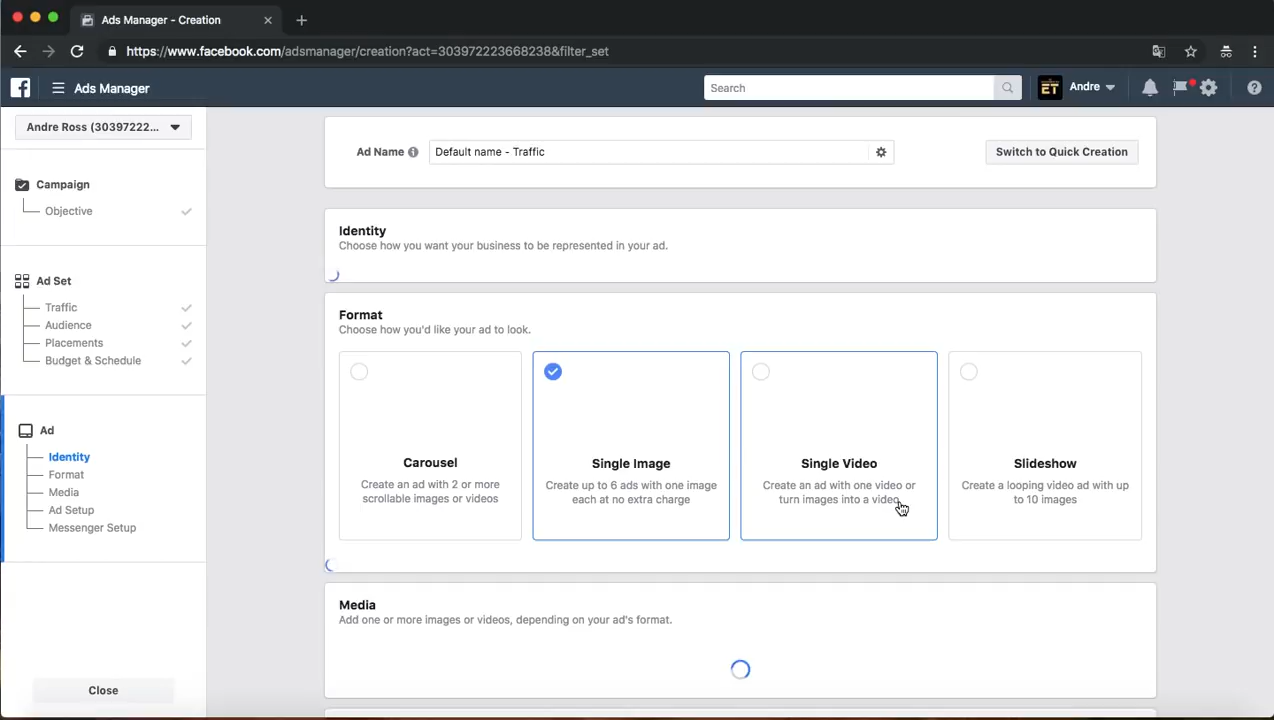 Ads Manager - Creation
https://www.facebook.com/adsmanager/creation?act=303972223668238&filter_set
Ads Manager
Search
ET
Andre
Andre Ross (30397222...
Ad Name
Default name - Traffic
Switch to Quick Creation
Campaign
Objective
Identity
Choose how you want your business to be represented in your ad.
Ad Set
Traffic
Audience
Placements
Budget & Schedule
Format
Choose how you'd like your ad to look.
Carousel
Create an ad with 2 or more
scrollable images or videos
Single Image
Create up to 6 ads with one image
each at no extra charge
Single Video
Create an ad with one video or
turn images into a video
Slideshow
Create a looping video ad with up
to 10 images
Ad
Identity
Format
Media
Ad Setup
Messenger Setup
Media
Add one or more images or videos, depending on your ad's format.
Close